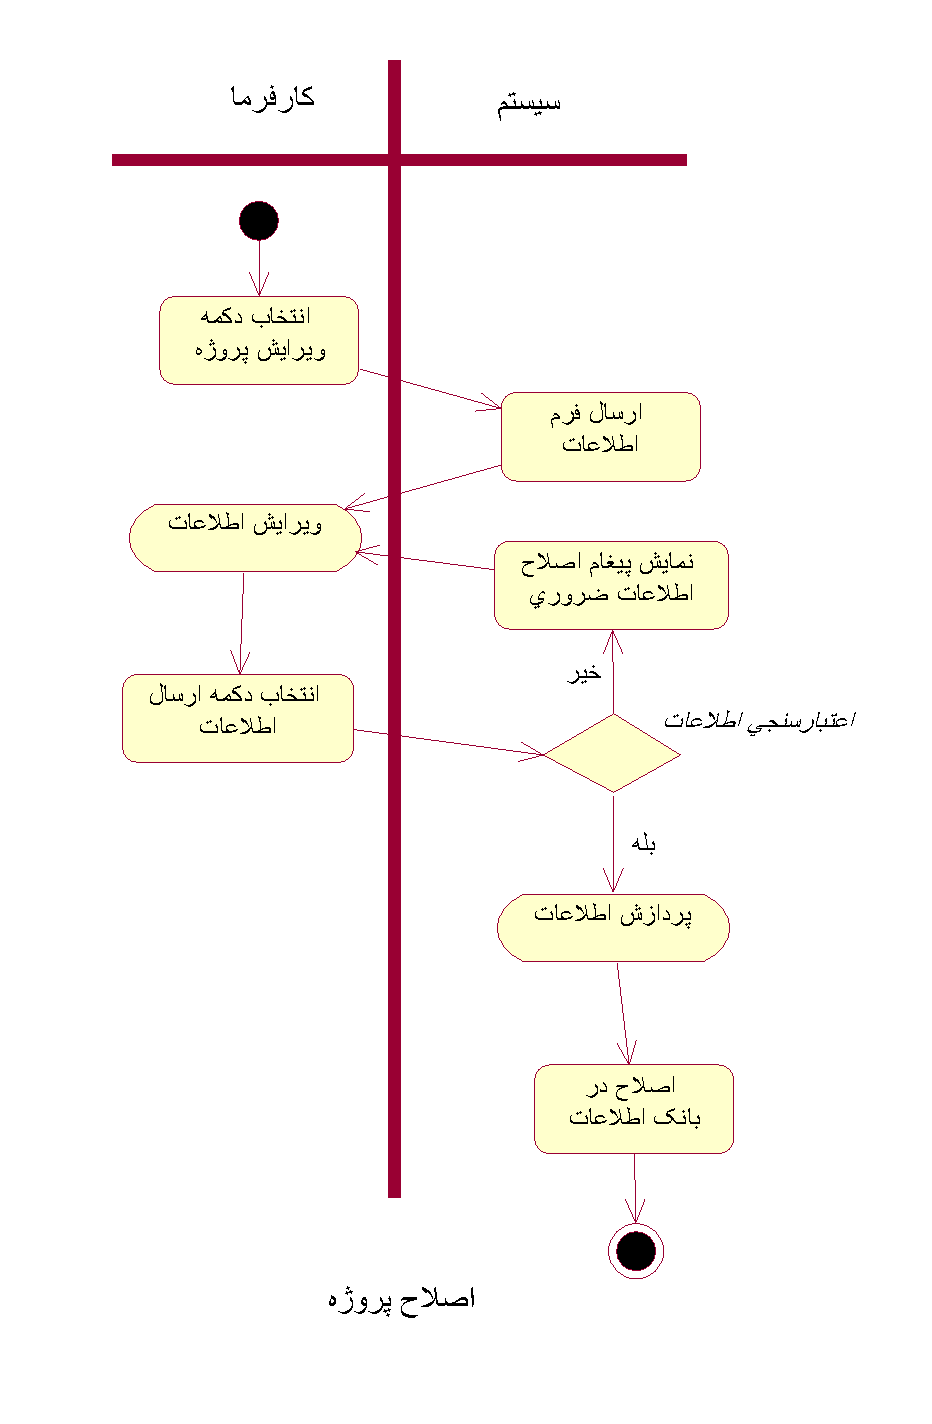 کارفرما
سیستم
انتخاب دکمه
ویرایش پروژه
ارسال فرم
اطلاعات
ویرایش اطلاعات
نمایش پیغام اصلاح
اطلاعات ضروري
خیر
انتخاب دکمه ارسال
اطلاعات
اعتبارسنجي اطلاعات
بله
پردازش اطلاعات
اصلاح در
بانک اطلاعات
اصلاح پروژه